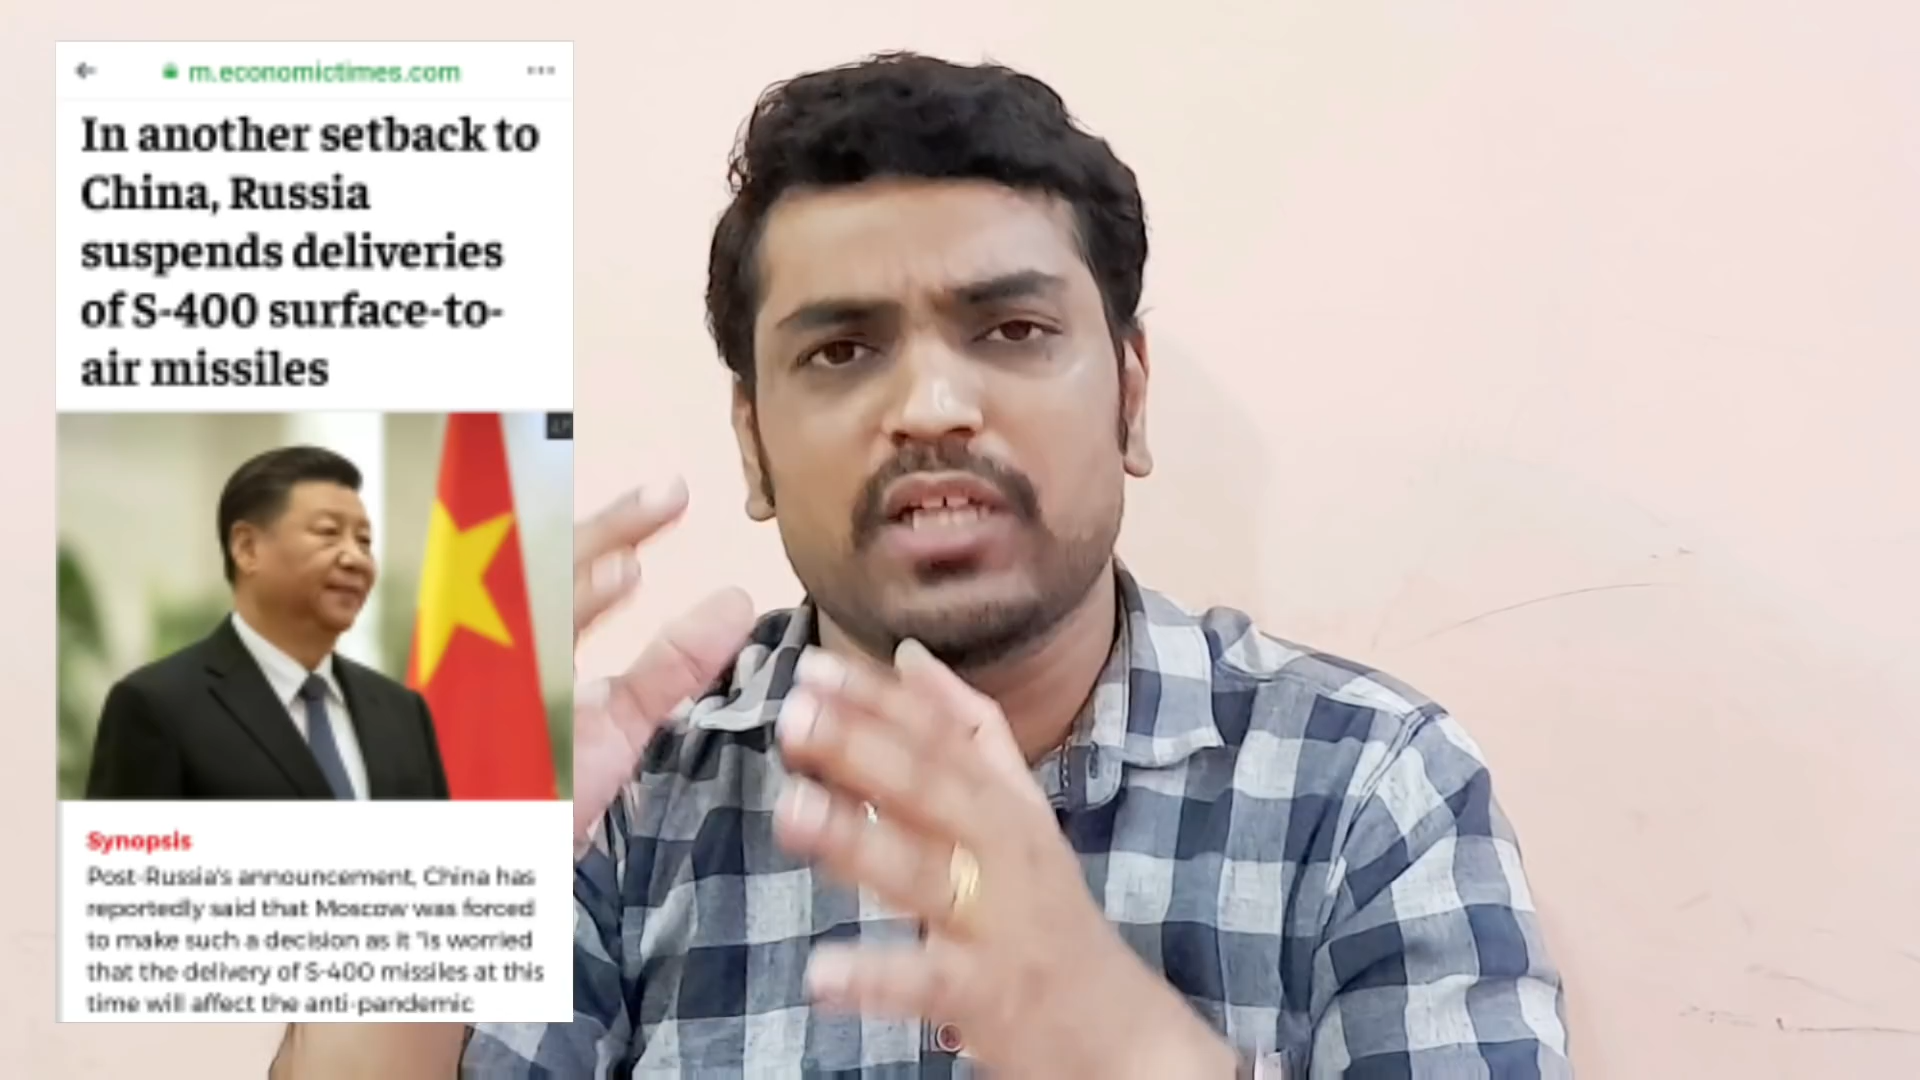 m.economictimes.com
In another setback to
China, Russia
suspends deliveries
of S-400 surface-to-
air missiles
Synopsis
Post-Russia's announcement, China has
reportedly said that Moscow was forced
to make such a decision as it "is worried
that the delivery of S-400 missiles at this
time will affect the anti-pandemic